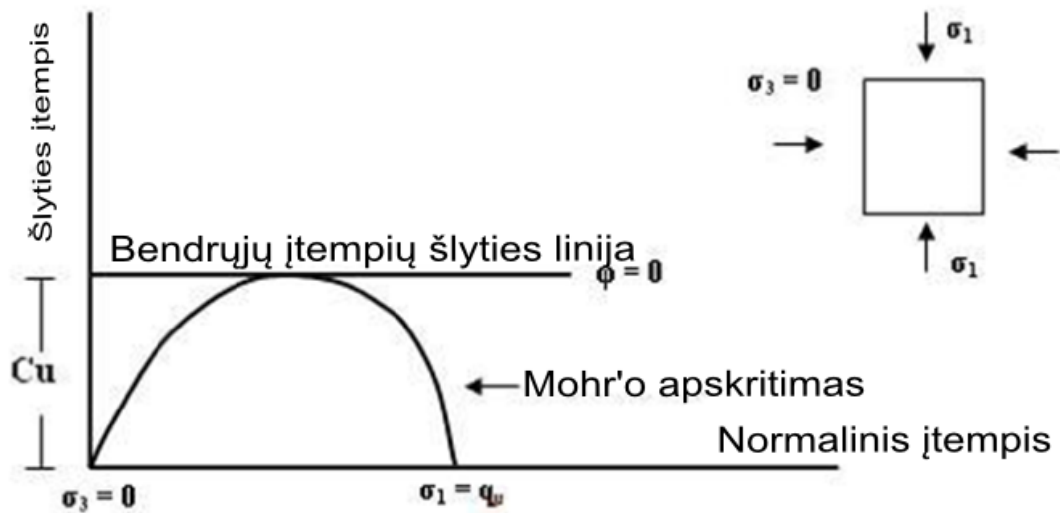 Šlyties įtempis
σ₁
σ₃ = 0
Bendrųjų įtempių šlyties linija
φ = 0
σ₁
Cu
Mohr'o apskritimas
Normalinis įtempis
σ₃ = 0
σ₁ = qᵤ